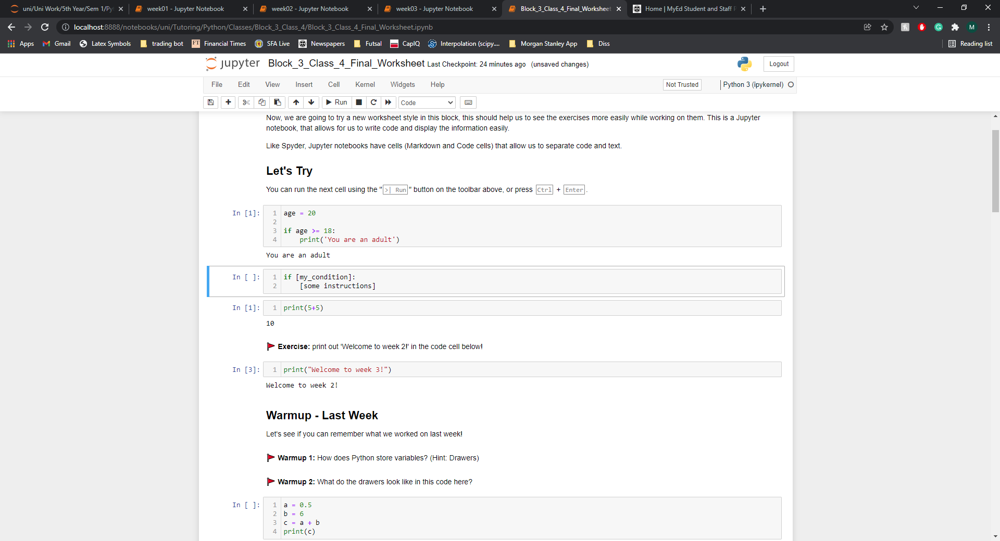 uni/Uni Work/5th Year/Sem 1/Py
week01 - Jupyter Notebook
week02 - Jupyter Notebook
week03 - Jupyter Notebook
Block_3_Class_4_Final_Worksheet
Home | MyEd Student and Staff P
localhost:8888/notebooks/uni/Tutoring/Python/Classes/Block_3_Class_4/Block_3_Class_4_Final_Worksheet.ipynb
M
Apps
Gmail
Latex Symbols
trading bot
FT
Financial Times
SFA Live
Newspapers
Futsal
CapIQ
Interpolation (scipy....
Morgan Stanley App
Diss
Reading list
jupyter Block_3_Class_4_Final_Worksheet Last Checkpoint: 24 minutes ago (unsaved changes)
Logout
File Edit View Insert Cell Kernel Widgets Help
Not Trusted
Python 3 (ipykernel)
Run
Code
Now, we are going to try a new worksheet style in this block, this should help us to see the exercises more easily while working on them. This is a Jupyter
notebook, that allows for us to write code and display the information easily.
Like Spyder, Jupyter notebooks have cells (Markdown and Code cells) that allow us to separate code and text.
Let's Try
You can run the next cell using the ">| Run" button on the toolbar above, or press Ctrl + Enter.
In [1]:
1 age = 20
2
3 if age >= 18:
4 print('You are an adult')
You are an adult
In [ ]:
1 if [my_condition]:
2 [some instructions]
In [1]:
1 print(5+5)
10
Exercise: print out 'Welcome to week 2!' in the code cell below!
In [3]:
1 print("Welcome to week 3!")
Welcome to week 2!
Warmup - Last Week
Let's see if you can remember what we worked on last week!
Warmup 1: How does Python store variables? (Hint: Drawers)
Warmup 2: What do the drawers look like in this code here?
In [ ]:
1 a = 0.5
2 b = 6
3 c = a + b
4 print(c)